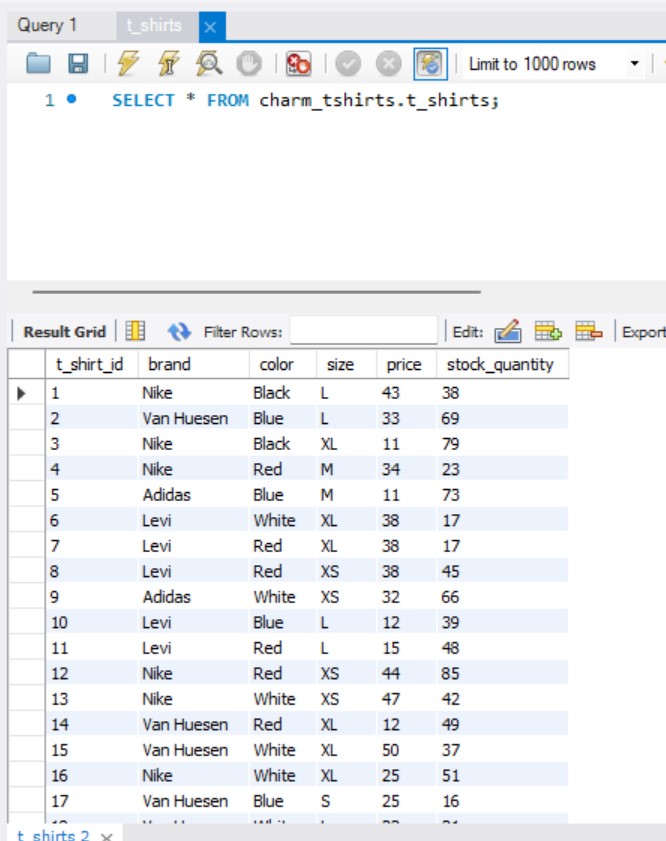 Query 1 t_shirts
Limit to 1000 rows
1 SELECT * FROM charm_tshirts.t_shirts;
Result Grid Filter Rows: Edit: Export
t_shirt_id brand color size price stock_quantity
1 Nike Black L 43 38
2 Van Huesen Blue L 33 69
3 Nike Black XL 11 79
4 Nike Red M 34 23
5 Adidas Blue M 11 73
6 Levi White XL 38 17
7 Levi Red XL 38 17
8 Levi Red XS 38 45
9 Adidas White XS 32 66
10 Levi Blue L 12 39
11 Levi Red L 15 48
12 Nike Red XS 44 85
13 Nike White XS 47 42
14 Van Huesen Red XL 12 49
15 Van Huesen White XL 50 37
16 Nike White XL 25 51
17 Van Huesen Blue S 25 16
t_shirts 2